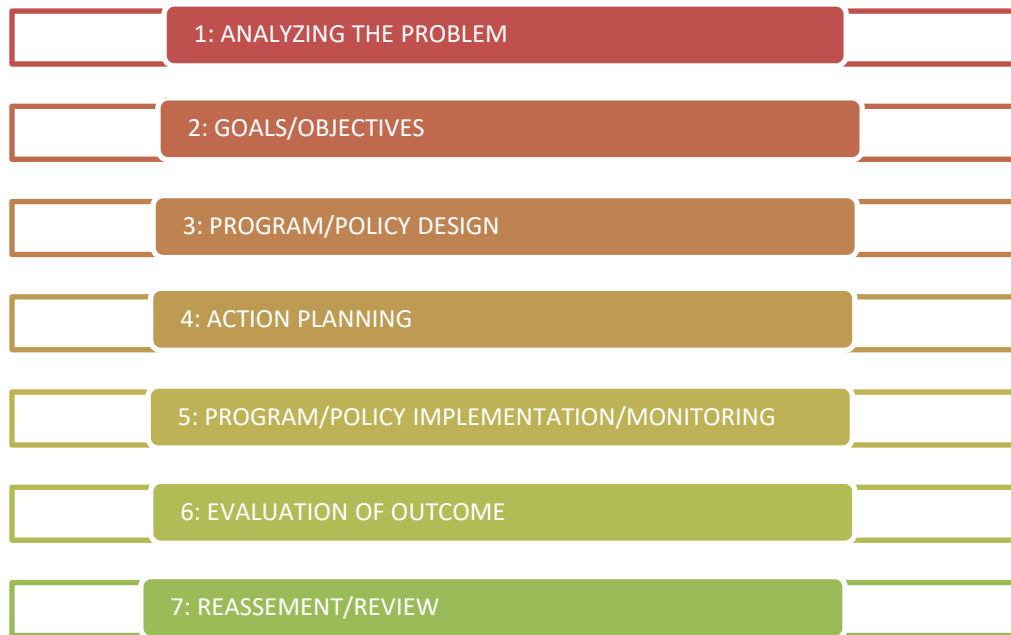 1: ANALYZING THE PROBLEM
2: GOALS/OBJECTIVES
3: PROGRAM/POLICY DESIGN
4: ACTION PLANNING
5: PROGRAM/POLICY IMPLEMENTATION/MONITORING
6: EVALUATION OF OUTCOME
7: REASSEMENT/REVIEW